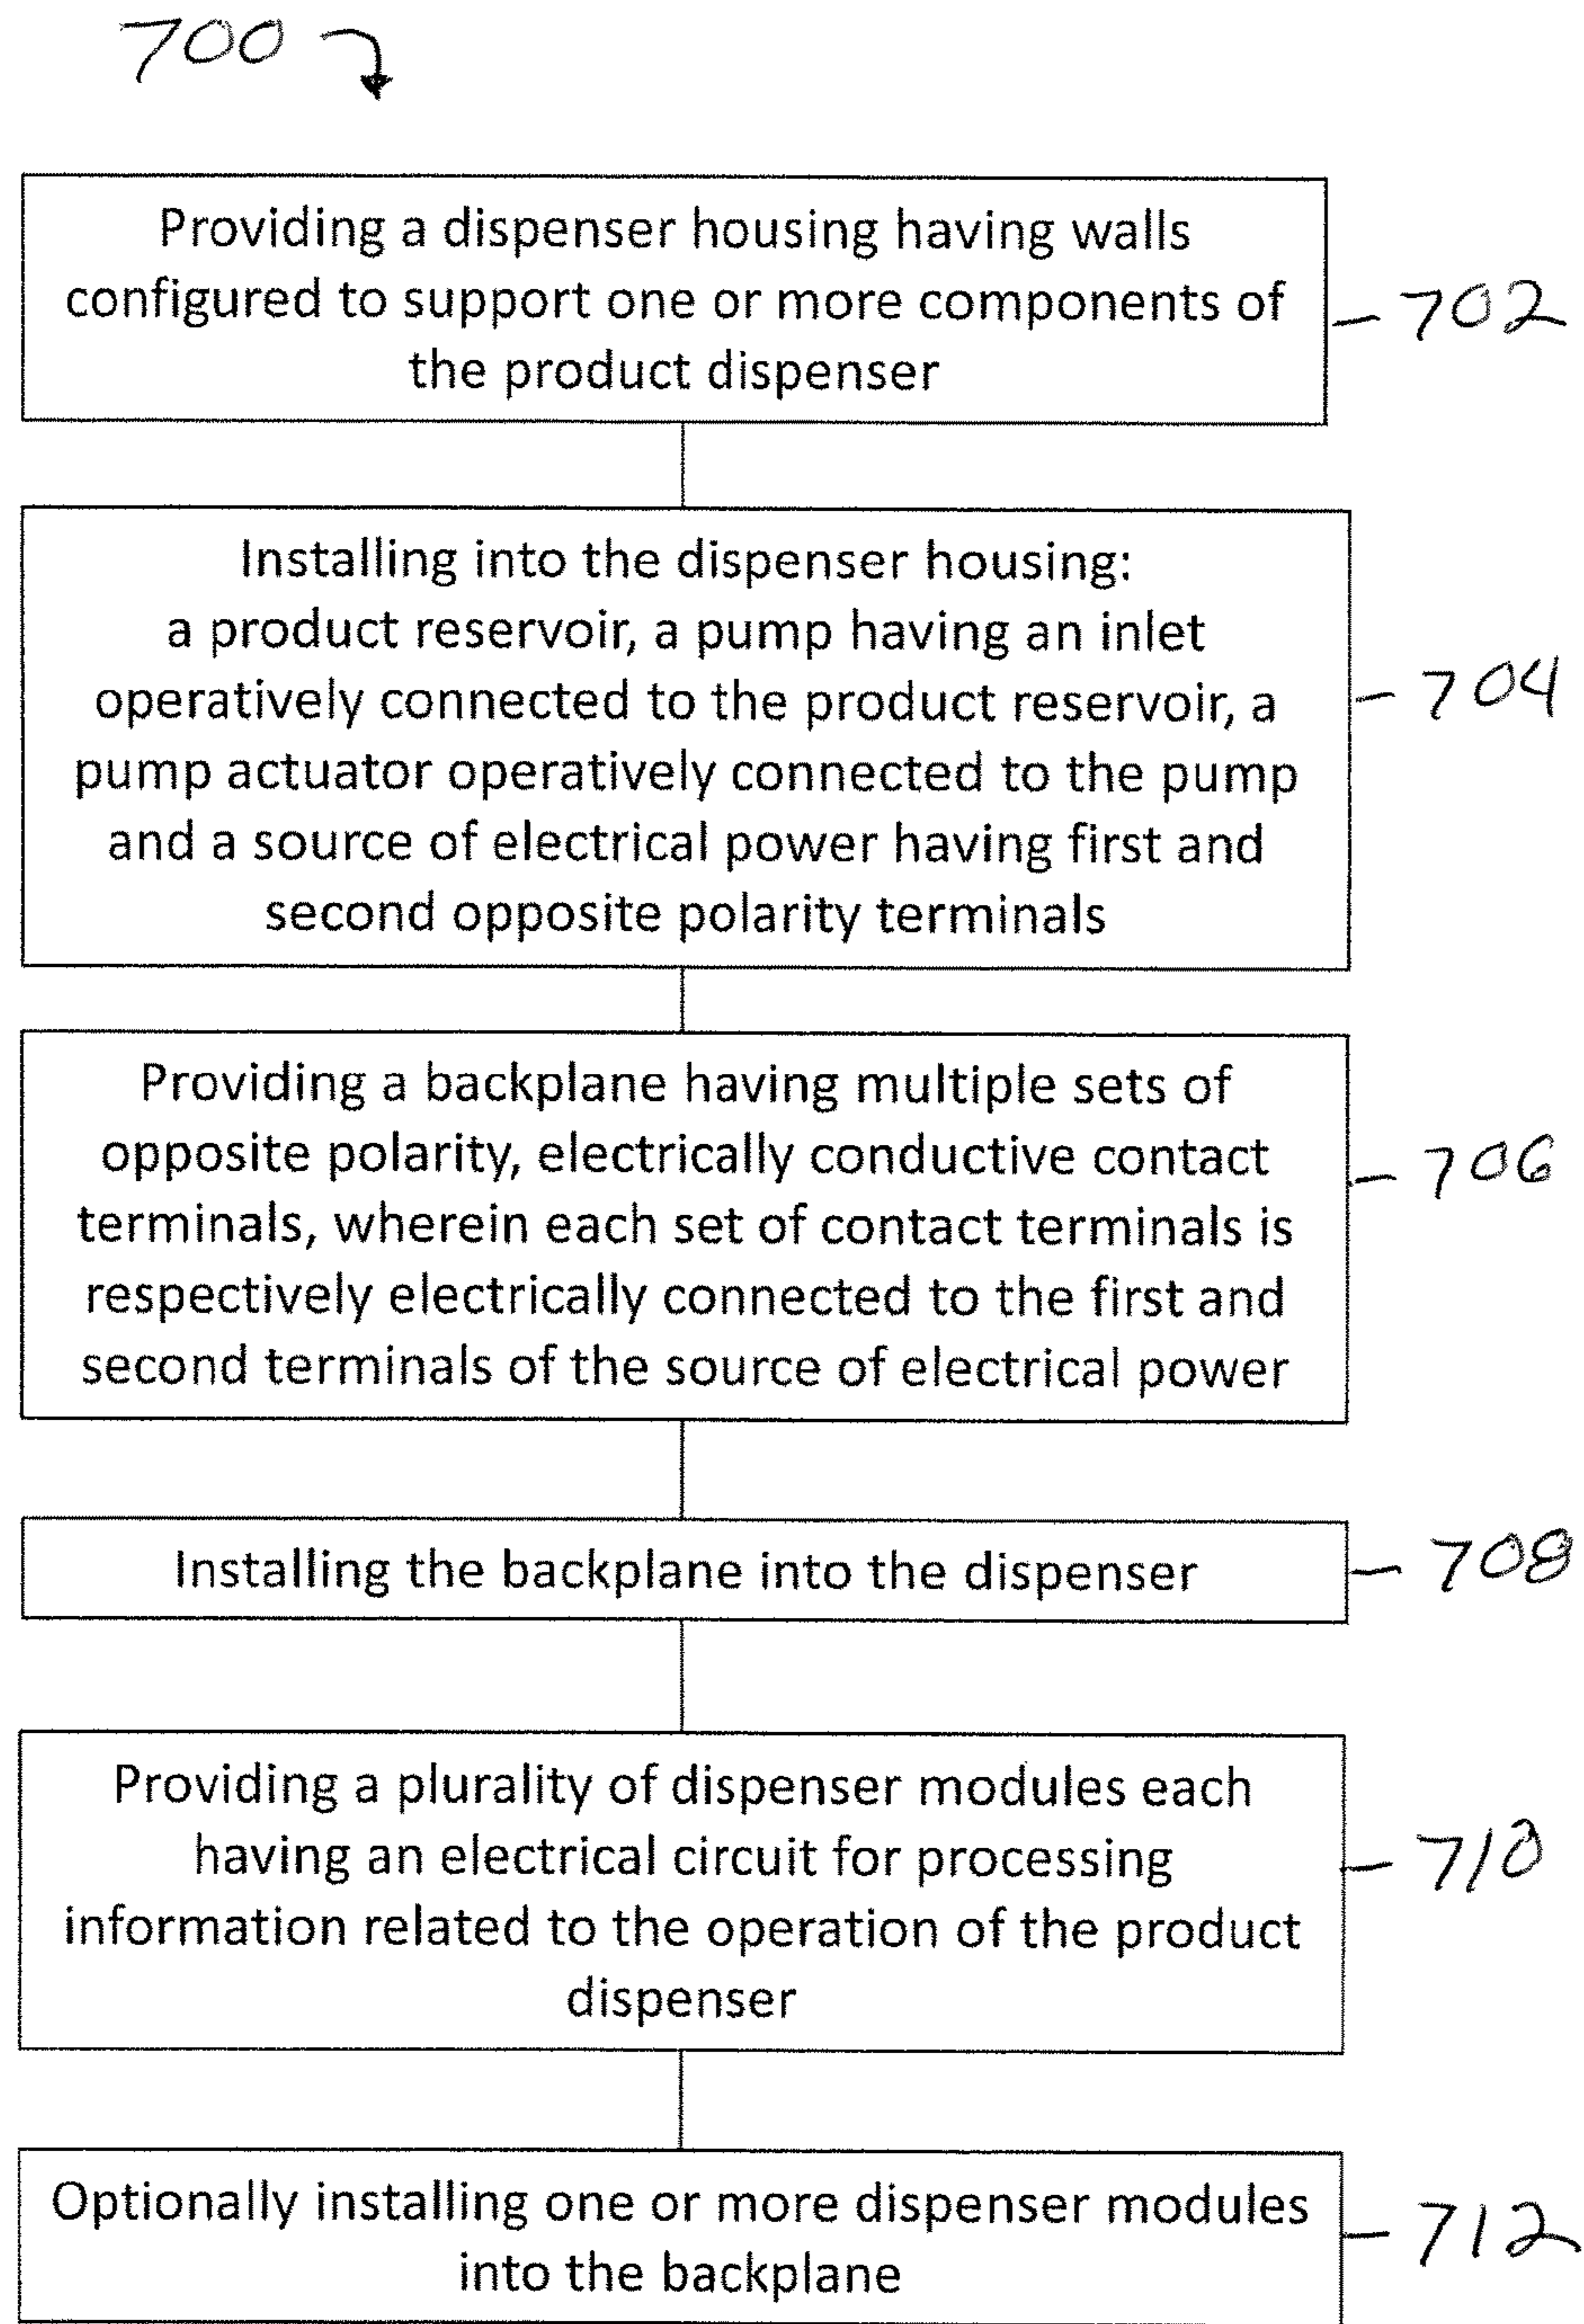 700
Providing a dispenser housing having walls
configured to support one or more components of
the product dispenser
702
Installing into the dispenser housing:
a product reservoir, a pump having an inlet
operatively connected to the product reservoir, a
pump actuator operatively connected to the pump
and a source of electrical power having first and
second opposite polarity terminals
704
Providing a backplane having multiple sets of
opposite polarity, electrically conductive contact
terminals, wherein each set of contact terminals is
respectively electrically connected to the first and
second terminals of the source of electrical power
706
Installing the backplane into the dispenser
708
Providing a plurality of dispenser modules each
having an electrical circuit for processing
information related to the operation of the product
dispenser
710
Optionally installing one or more dispenser modules
into the backplane
712